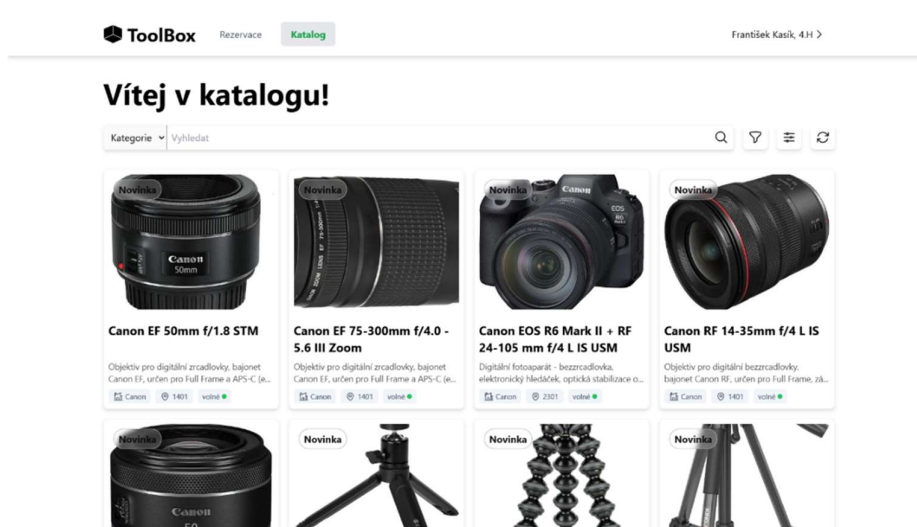 ToolBox
Rezervace
Katalog
František Kasík, 4.H
Vítej v katalogu!
Kategorie
Vyhledat
Novinka
Canon
50mm
Canon EF 50mm f/1.8 STM
Objektiv pro digitální zrcadlovky, bajonet
Canon EF, určen pro Full Frame a APS-C (e...
Canon
1401
volné
Novinka
Canon EF 75-300mm f/4.0 -
5.6 III Zoom
Objektiv pro digitální zrcadlovky, bajonet
Canon EF, určen pro Full Frame a APS-C (e...
Canon
1401
volné
Novinka
Canon
EOS
R6
Canon EOS R6 Mark II + RF
24-105 mm f/4 L IS USM
Digitální fotoaparát - bezzrcadlovka,
elektronický hledáček, optická stabilizace o...
Canon
2301
volné
Novinka
Canon RF 14-35mm f/4 L IS
USM
Objektiv pro digitální bezzrcadlovky,
bajonet Canon RF, určen pro Full Frame, zá...
Canon
1401
volné
Novinka
Canon
50
Novinka
Novinka
Novinka